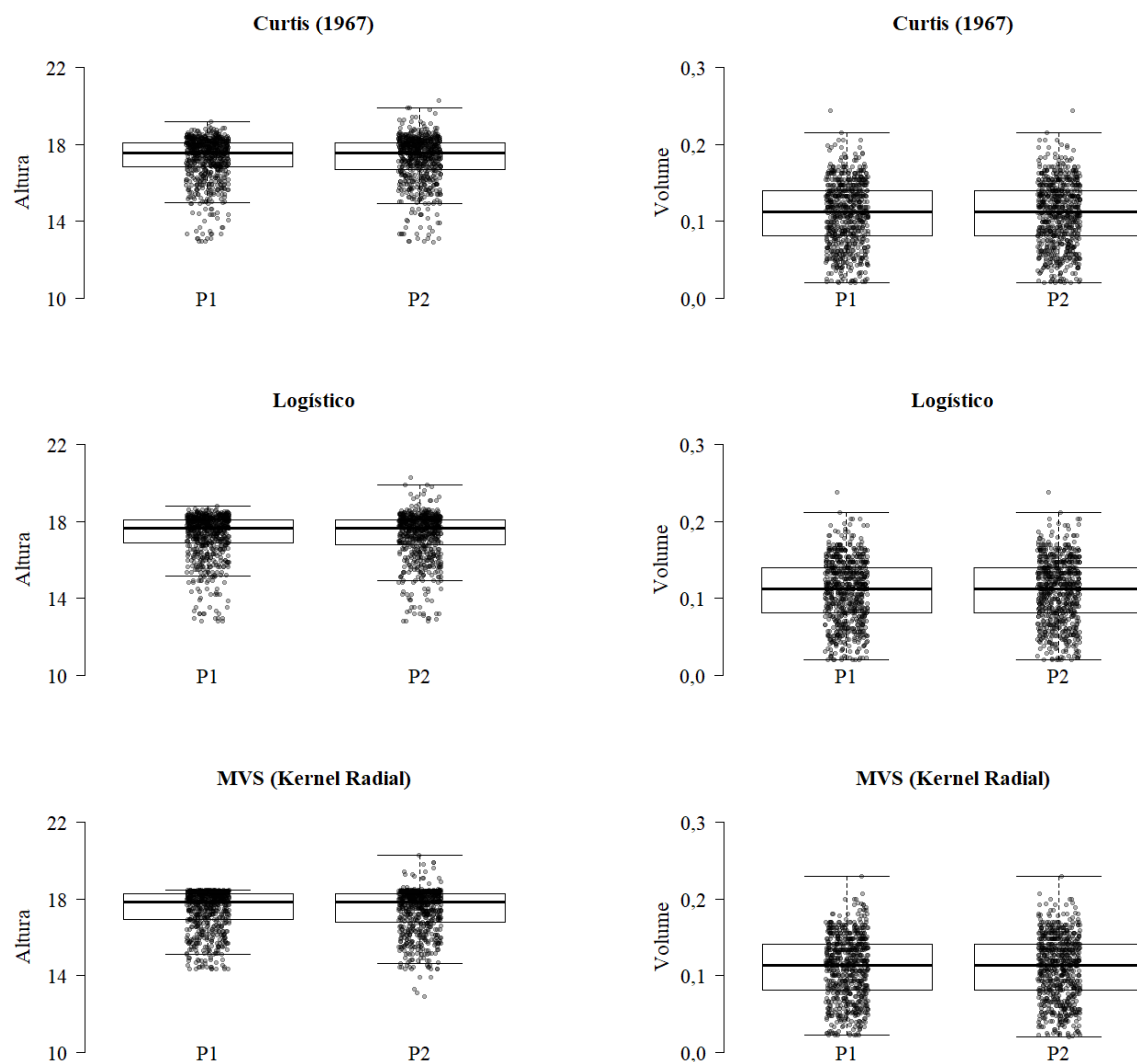 Curtis (1967)
22
18
14
10
Altura
P1
P2
Curtis (1967)
0,3
0,2
0,1
0,0
Volume
P1
P2
Logístico
22
18
14
10
Altura
P1
P2
Logístico
0,3
0,2
0,1
0,0
Volume
P1
P2
MVS (Kernel Radial)
22
18
14
10
Altura
P1
P2
MVS (Kernel Radial)
0,3
0,2
0,1
0,0
Volume
P1
P2